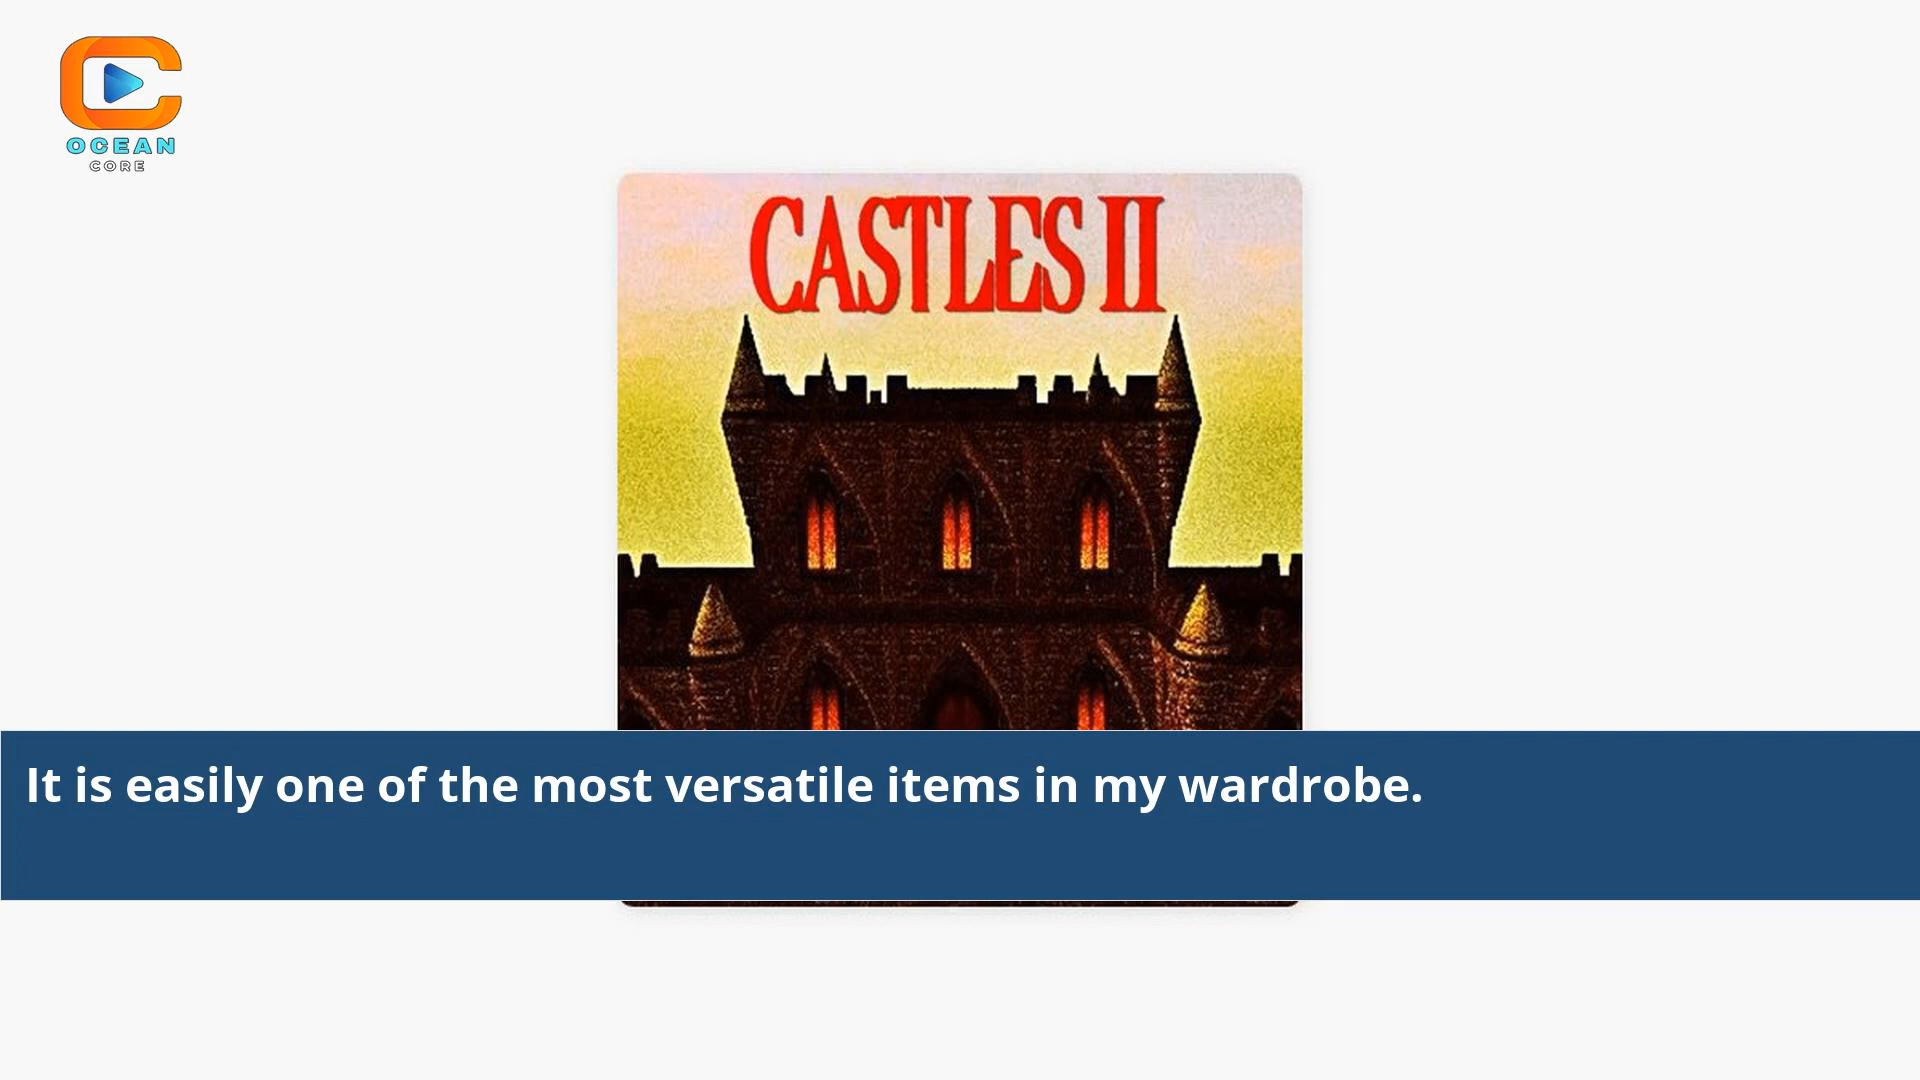 OCEAN
CORE
CASTLES II
It is easily one of the most versatile items in my wardrobe.